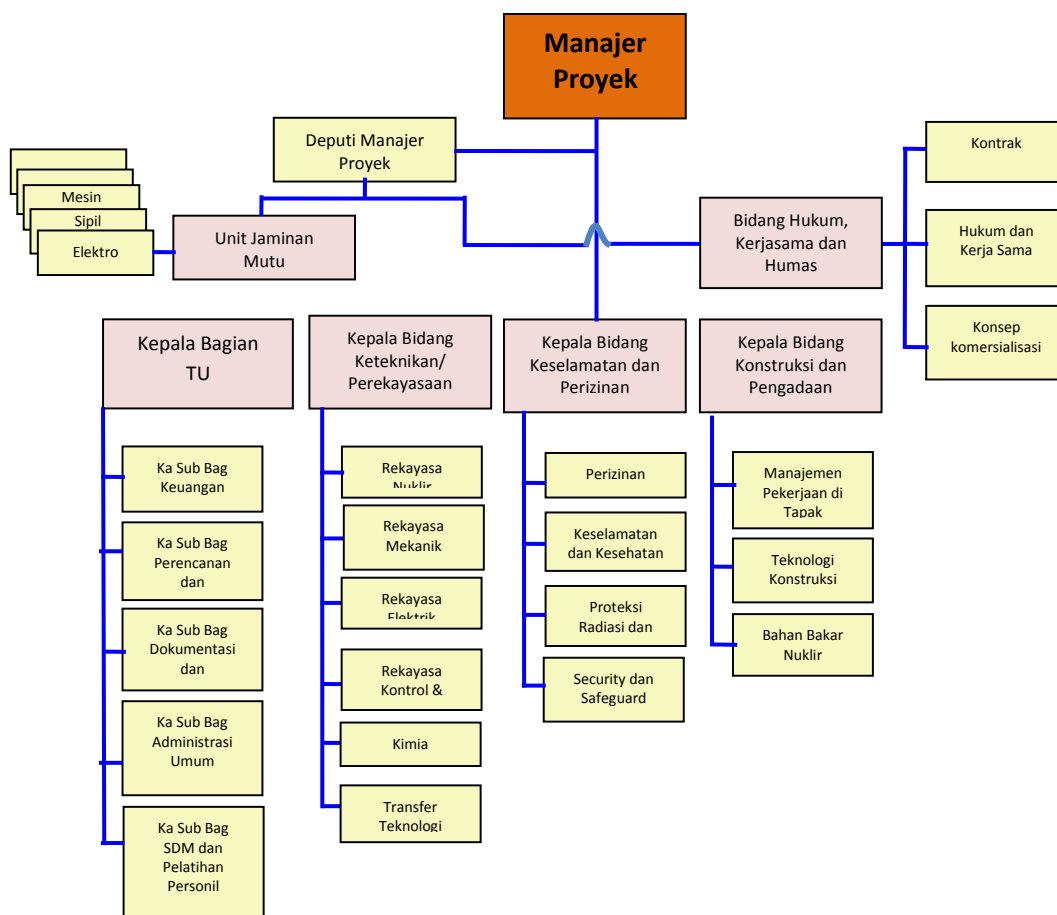 Manajer
Proyek
Deputi Manajer
Proyek
Kontrak
Mesin
Sipil
Elektro
Unit Jaminan
Mutu
Bidang Hukum,
Kerjasama dan
Humas
Hukum dan
Kerja Sama
Konsep
komersialisasi
Kepala Bagian
TU
Kepala Bidang
Keteknikan/
Perekayasaan
Kepala Bidang
Keselamatan dan
Perizinan
Kepala Bidang
Konstruksi dan
Pengadaan
Ka Sub Bag
Keuangan
Ka Sub Bag
Perencanan
dan
Ka Sub Bag
Dokumentasi
dan
Ka Sub Bag
Administrasi
Umum
Ka Sub Bag
SDM dan
Pelatihan
Personil
Rekayasa
Nuklir
Rekayasa
Mekanik
Rekayasa
Elektrik
Rekayasa
Kontrol &
Kimia
Transfer
Teknologi
Perizinan
Keselamatan
dan Kesehatan
Proteksi
Radiasi dan
Security dan
Safeguard
Manajemen
Pekerjaan di
Tapak
Teknologi
Konstruksi
Bahan Bakar
Nuklir